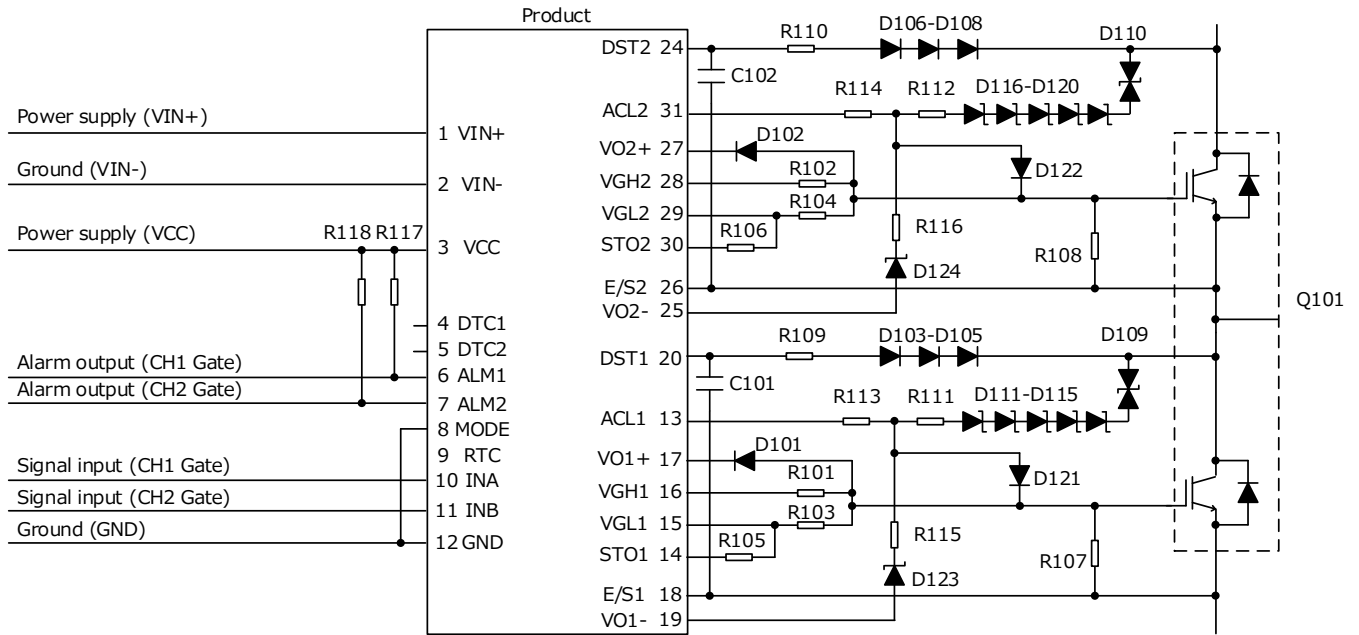 Product
DST2 24
R110
D106-D108
D110
C102
R114
R112
D116-D120
Power supply (VIN+)
1 VIN+
ACL2 31
VO2+ 27
D102
D122
Ground (VIN-)
2 VIN-
VGH2 28
R102
VGL2 29
R104
Power supply (VCC)
R118
R117
3 VCC
STO2 30
R106
R116
R108
D124
E/S2 26
VO2- 25
Q101
4 DTC1
5 DTC2
DST1 20
R109
D103-D105
D109
Alarm output (CH1 Gate)
6 ALM1
C101
Alarm output (CH2 Gate)
7 ALM2
R113
R111
D111-D115
8 MODE
ACL1 13
9 RTC
VO1+ 17
D101
Signal input (CH1 Gate)
10 INA
VGH1 16
R101
D121
Signal input (CH2 Gate)
11 INB
VGL1 15
R103
Ground (GND)
12 GND
STO1 14
R105
R115
R107
D123
E/S1 18
VO1- 19